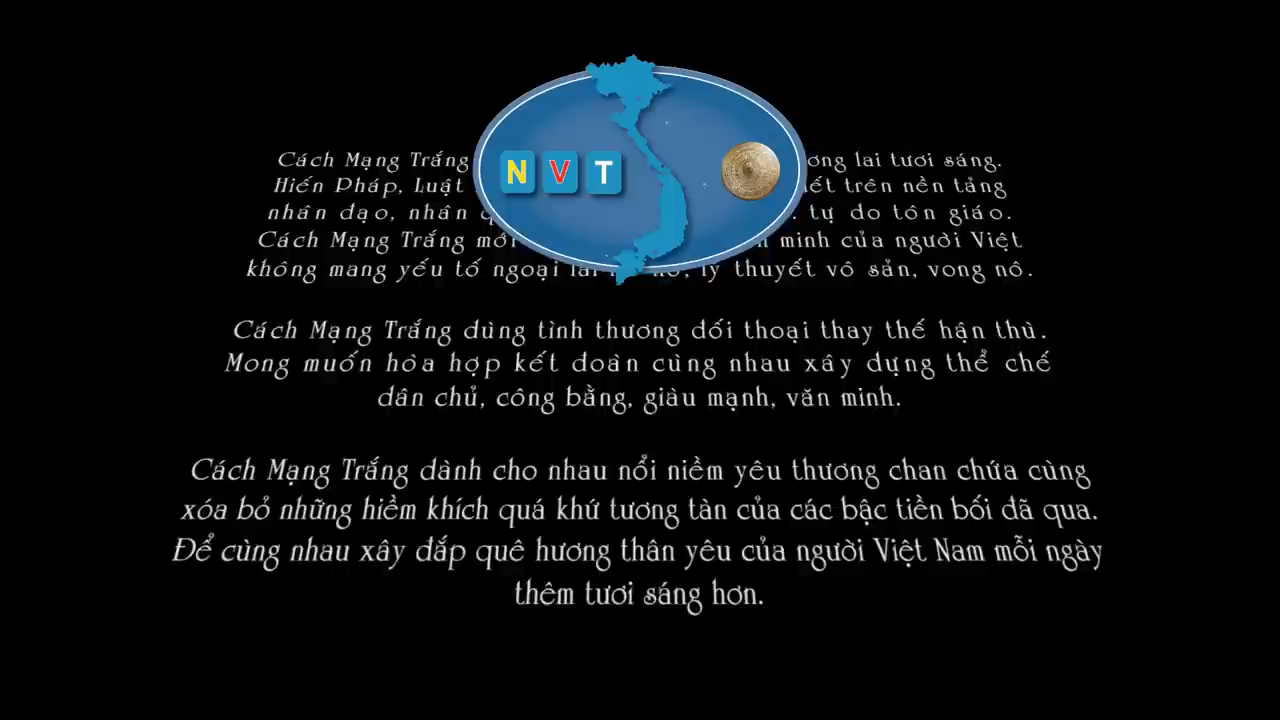 NVT
Cách Mạng Trắng ương lai tươi sáng.
Hiến Pháp, Luật kết trên nền tảng
nhân đạo, nhân tự do tôn giáo.
Cách Mạng Trắng mới minh của người Việt
không mang yếu tố ngoại lai lý thuyết vô sản, vong nô.
Cách Mạng Trắng dùng tình thương đối thoại thay thế hận thù.
Mong muốn hòa hợp kết đoàn cùng nhau xây dựng thể chế
dân chủ, công bằng, giàu mạnh, văn minh.
Cách Mạng Trắng dành cho nhau nổi niềm yêu thương chan chứa cùng
xóa bỏ những hiềm khích quá khứ tương tàn của các bậc tiền bối đã qua.
Để cùng nhau xây đắp quê hương thân yêu của người Việt Nam mỗi ngày
thêm tươi sáng hơn.